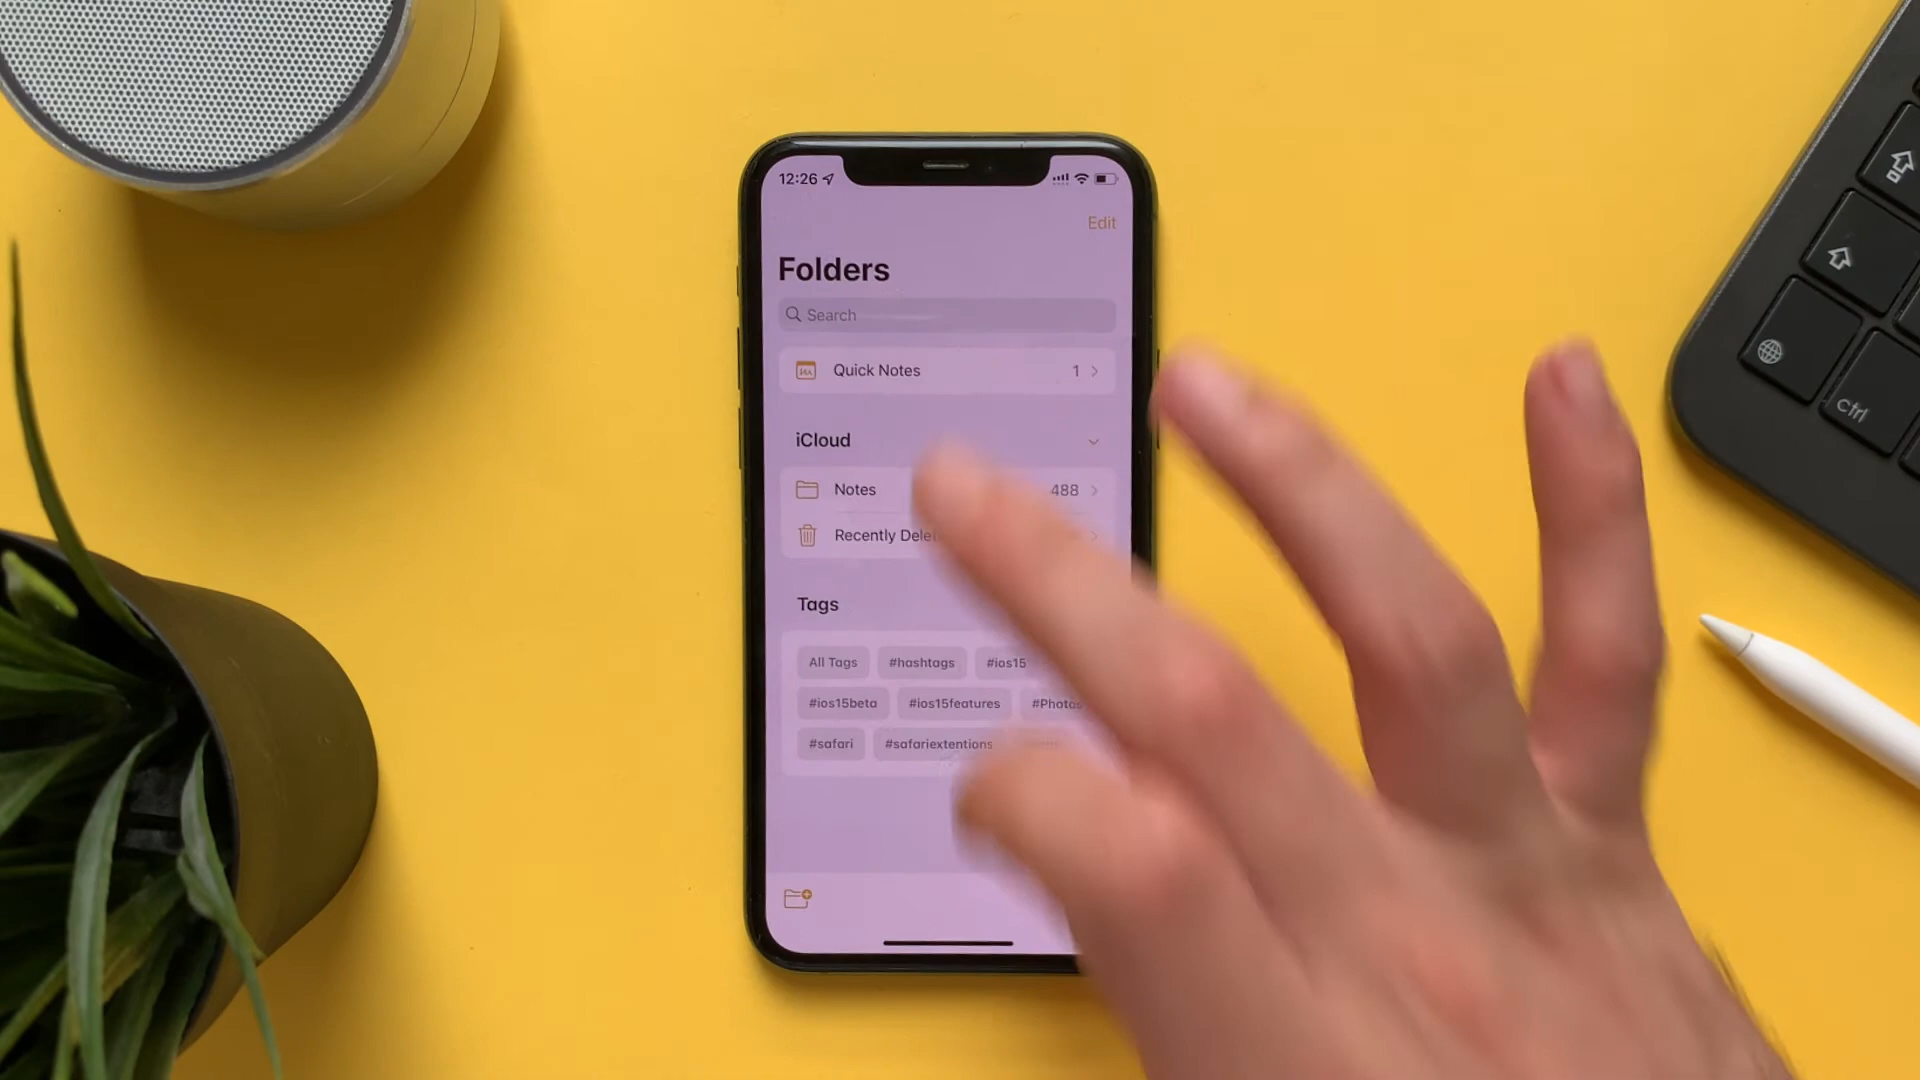 12:26
Edit
Folders
Search
Quick Notes 1
iCloud
Notes 488
Recently
Tags
All Tags #hashtags #ios15
#ios15beta #ios15features #Photos
#safari #safariextentions
ctrl